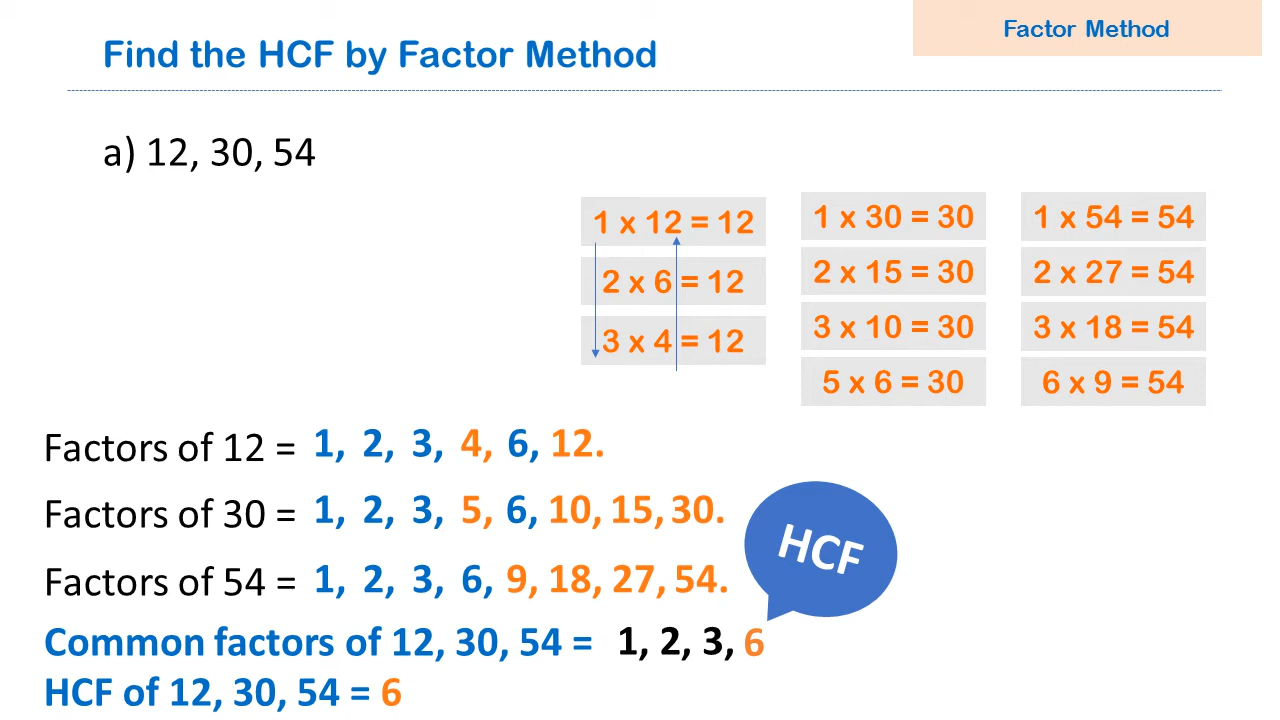 Factor Method
Find the HCF by Factor Method
a) 12, 30, 54
1 x 12 = 12
2 x 6 = 12
3 x 4 = 12
1 x 30 = 30
2 x 15 = 30
3 x 10 = 30
5 x 6 = 30
1 x 54 = 54
2 x 27 = 54
3 x 18 = 54
6 x 9 = 54
Factors of 12 = 1, 2, 3, 4, 6, 12.
Factors of 30 = 1, 2, 3, 5, 6, 10, 15, 30.
Factors of 54 = 1, 2, 3, 6, 9, 18, 27, 54.
HCF
Common factors of 12, 30, 54 = 1, 2, 3, 6
HCF of 12, 30, 54 = 6